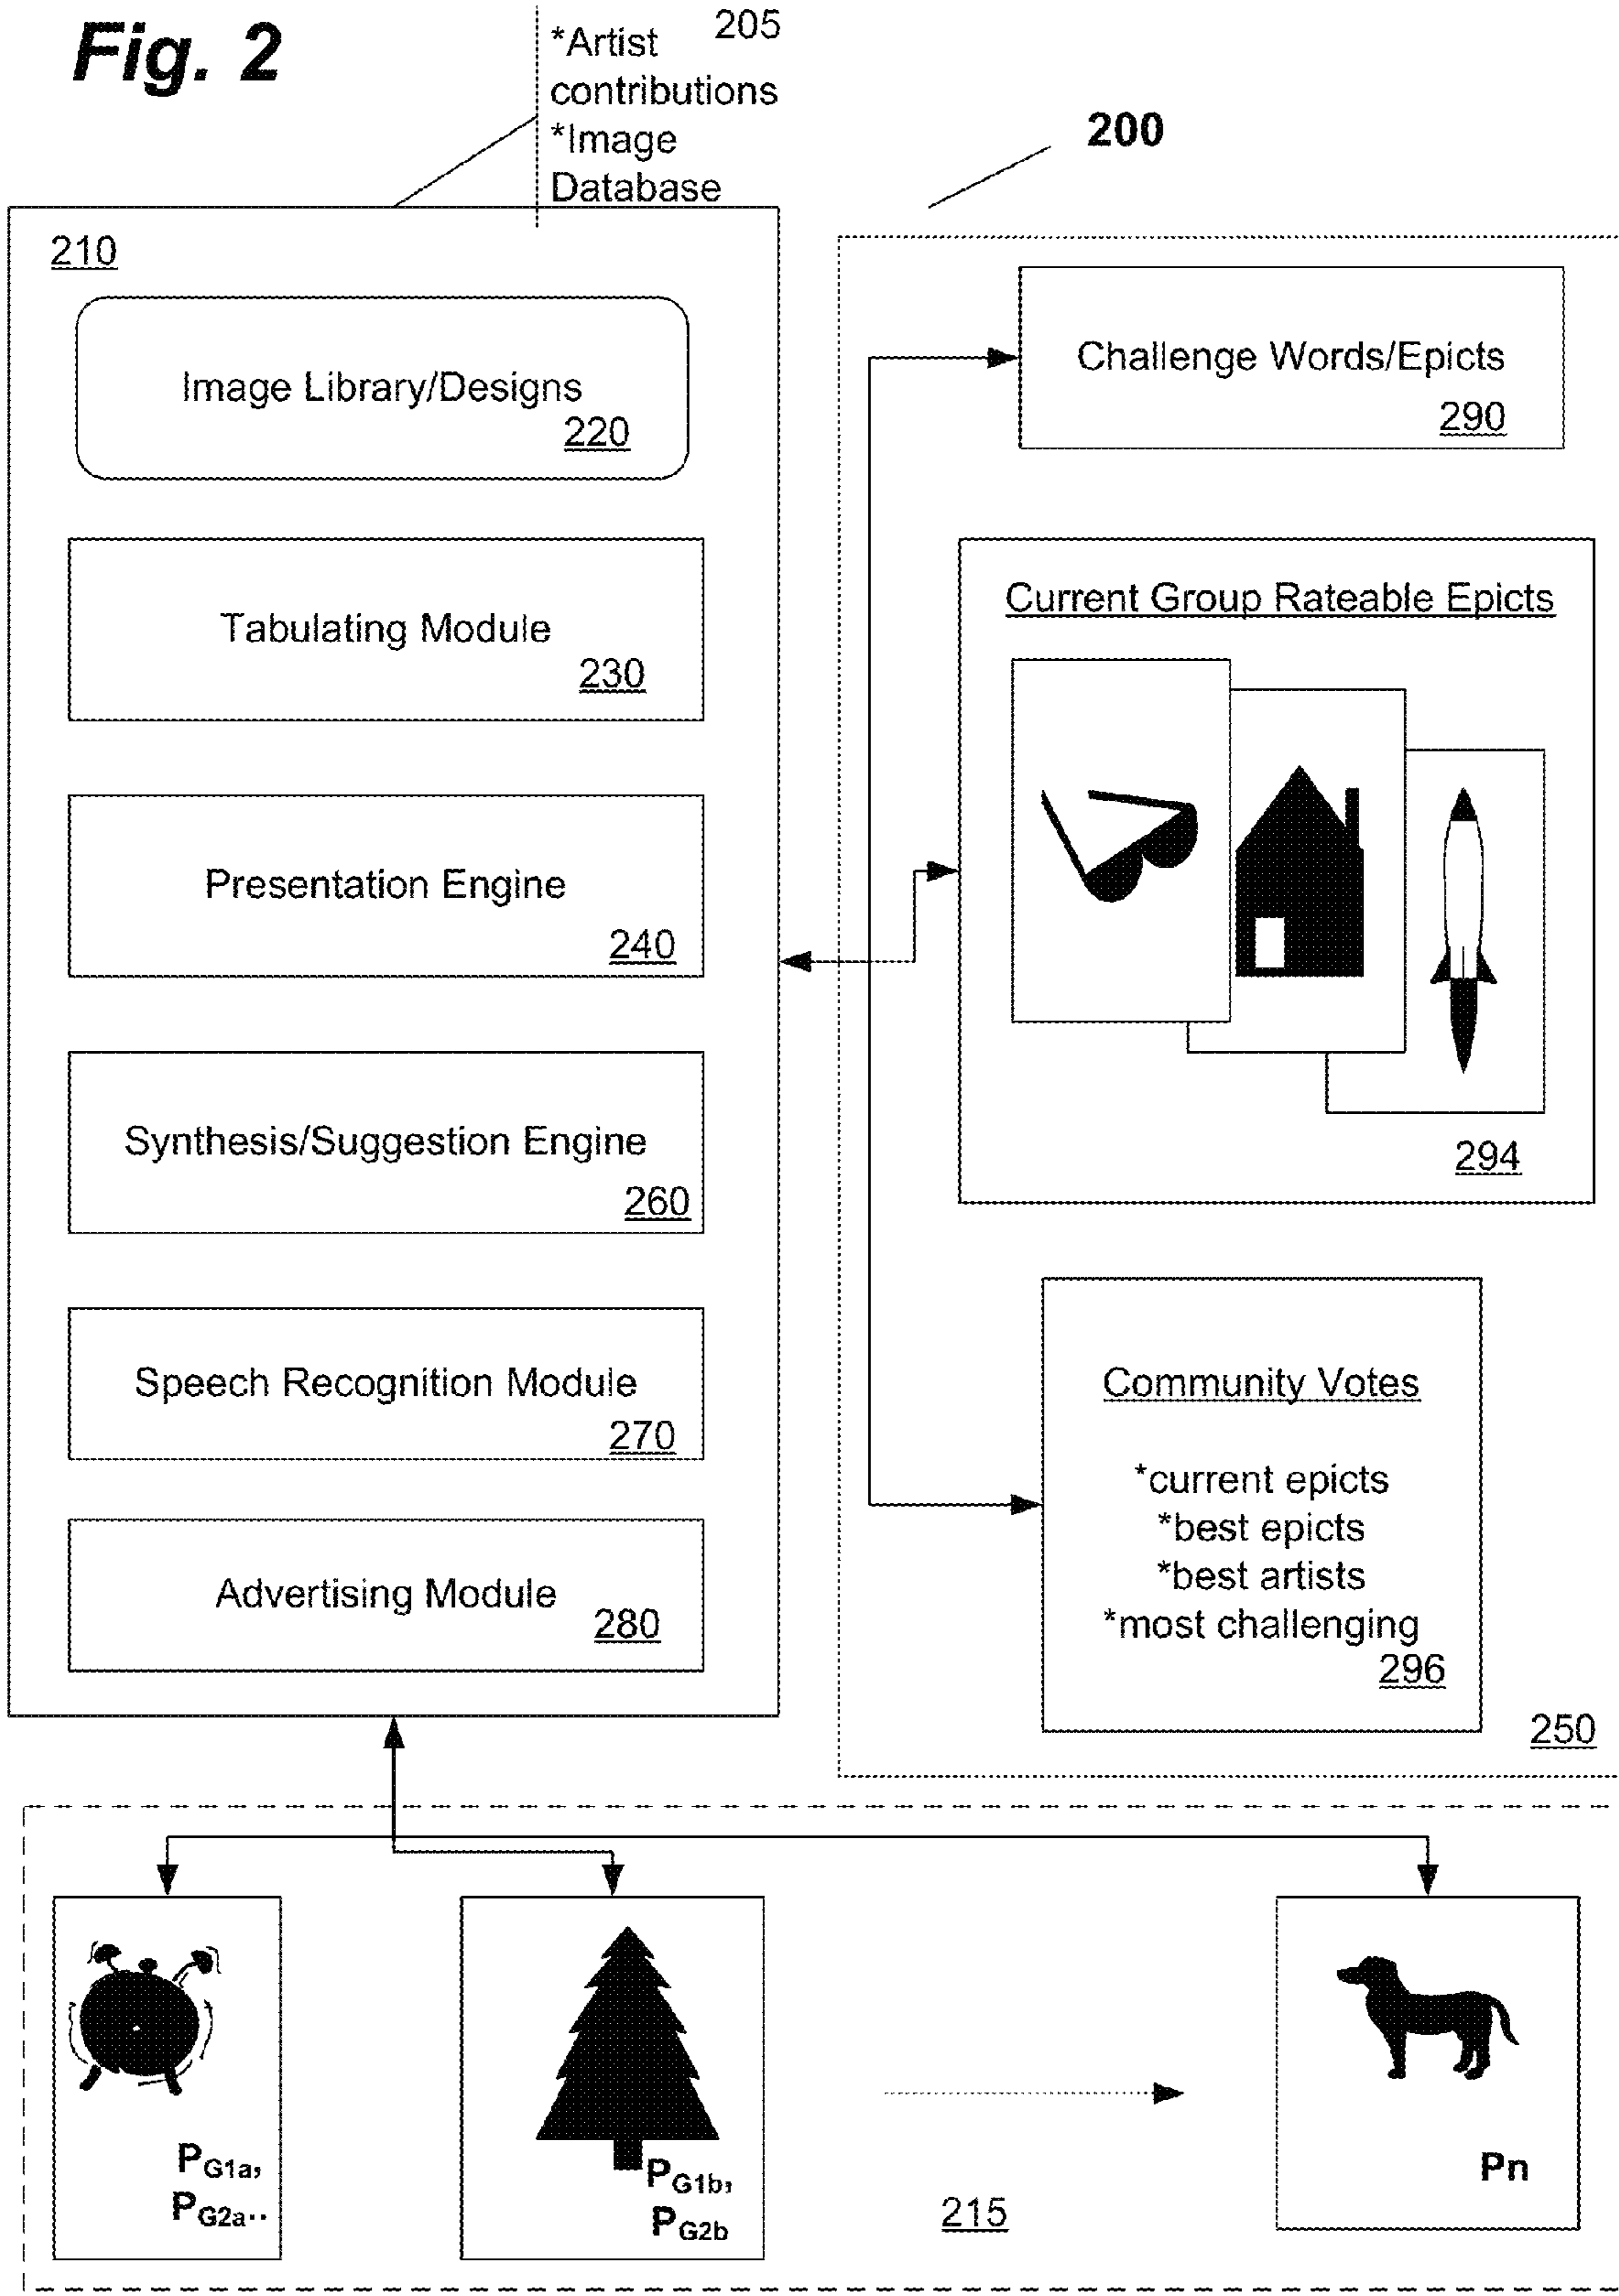 Fig. 2
*Artist
205
contributions
*Image
Database
200
210
Image Library/Designs
220
Tabulating Module
230
Presentation Engine
240
Synthesis/Suggestion Engine
260
Speech Recognition Module
270
Advertising Module
280
Challenge Words/Epicts
290
Current Group Rateable Epicts
294
Community Votes
*current epicts
*best epicts
*best artists
*most challenging
296
250
PG1a,
PG2a..
PG1b,
PG2b
215
Pn